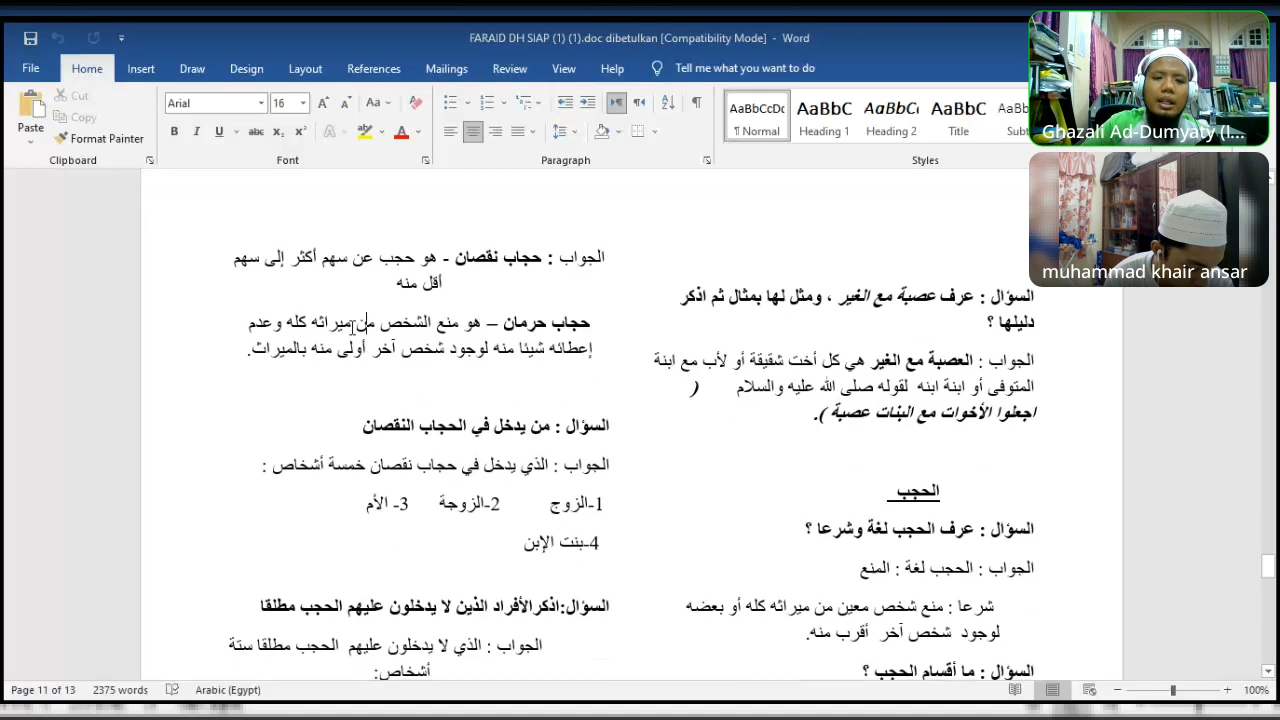 FARAID DH SIAP (1) (1).doc dibetulkan [Compatibility Mode] - Word
File Home Insert Draw Design Layout References Mailings Review View Help Tell me what you want to do
Paste
Cut
Copy
Format Painter
Clipboard
Arial 16
Font
Paragraph
AaBbCcDc AaBbC AaBbCc AaBbC AaBb
¶ Normal Heading 1 Heading 2 Title Subt
Styles
Ghazali Ad-Dumyaty (I...
muhammad khair ansar
السؤال : عرف عصبة مع الغير ، ومثل لها بمثال ثم اذكر
دليلها ؟
الجواب : العصبة مع الغير هي كل أخت شقيقة أو لأب مع ابنة
المتوفى أو ابنة ابنه لقوله صلى الله عليه والسلام (
اجعلوا الأخوات مع البنات عصبة ).
الحجب
السؤال : عرف الحجب لغة وشرعا ؟
الجواب : الحجب لغة : المنع
شرعا : منع شخص معين من ميراثه كله أو بعضه
لوجود شخص آخر أقرب منه.
السؤال : ما أقسام الحجب ؟
الجواب : حجاب نقصان - هو حجب عن سهم أكثر إلى سهم
أقل منه
حجاب حرمان – هو منع الشخص من ميراثه كله وعدم
إعطائه شيئا منه لوجود شخص آخر أولى منه بالميراث.
السؤال : من يدخل في الحجاب النقصان
الجواب : الذي يدخل في حجاب نقصان خمسة أشخاص :
1-الزوج 2-الزوجة 3- الأم
4-بنت الإبن
السؤال:اذكرالأفراد الذين لا يدخلون عليهم الحجب مطلقا
الجواب : الذي لا يدخلون عليهم الحجب مطلقا ستة
أشخاص:
Page 11 of 13 2375 words Arabic (Egypt) 100%